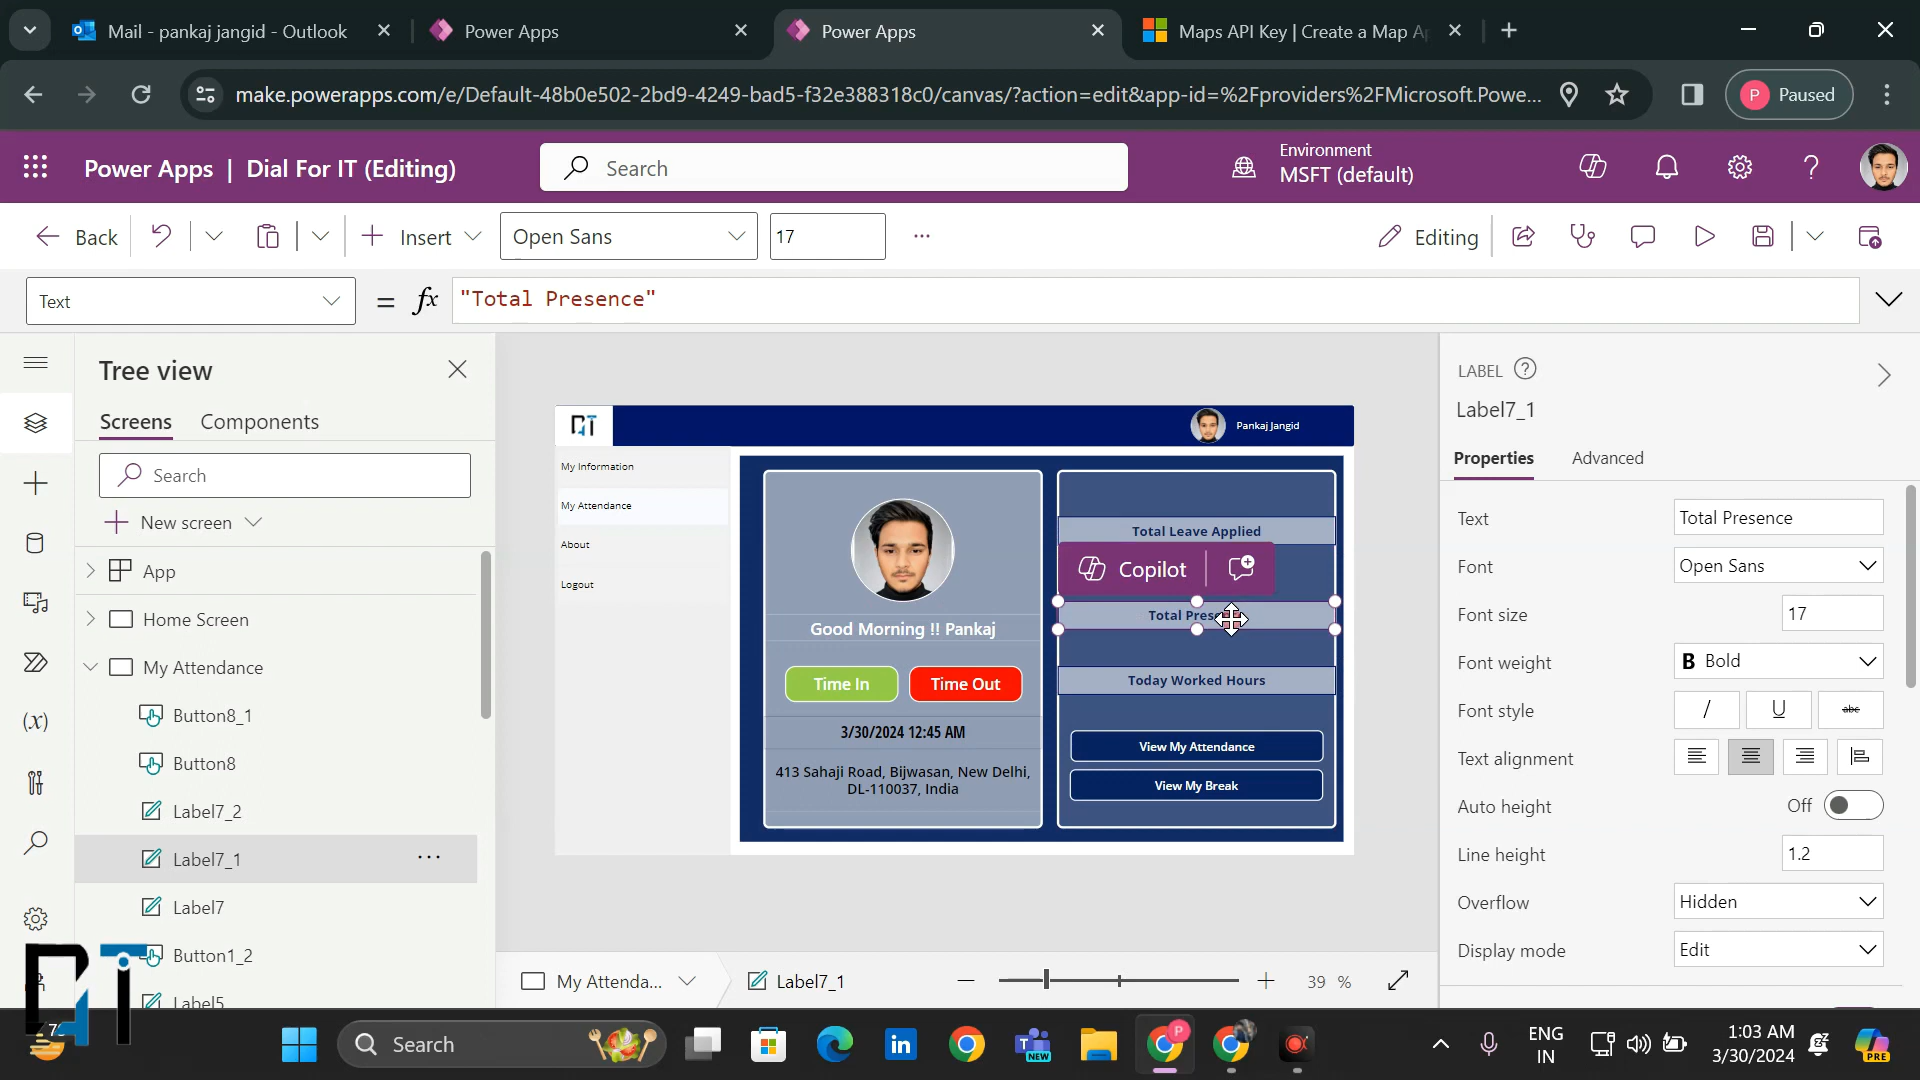 Mail - pankaj jangid - Outlook
Power Apps
Power Apps
Maps API Key | Create a Map Ap
make.powerapps.com/e/Default-48b0e502-2bd9-4249-bad5-f32e388318c0/canvas/?action=edit&app-id=%2Fproviders%2FMicrosoft.Powe...
P Paused
Power Apps | Dial For IT (Editing)
Search
Environment
MSFT (default)
Back
Insert
Open Sans
17
...
Editing
Text
= fx
"Total Presence"
Tree view
Screens
Components
Search
New screen
App
Home Screen
My Attendance
Button8_1
Button8
Label7_2
Label7_1
...
Label7
Button1_2
Label5
Pankaj Jangid
My Information
My Attendance
About
Logout
Good Morning !! Pankaj
Time In
Time Out
3/30/2024 12:45 AM
413 Sahaji Road, Bijwasan, New Delhi,
DL-110037, India
Total Leave Applied
Copilot
Total Pres
Today Worked Hours
View My Attendance
View My Break
My Attenda...
Label7_1
39 %
LABEL ?
Label7_1
Properties
Advanced
Text
Total Presence
Font
Open Sans
Font size
17
Font weight
B Bold
Font style
/ U abc
Text alignment
Auto height
Off
Line height
1.2
Overflow
Hidden
Display mode
Edit
Search
NEW
P
ENG
IN
1:03 AM
3/30/2024
PRE